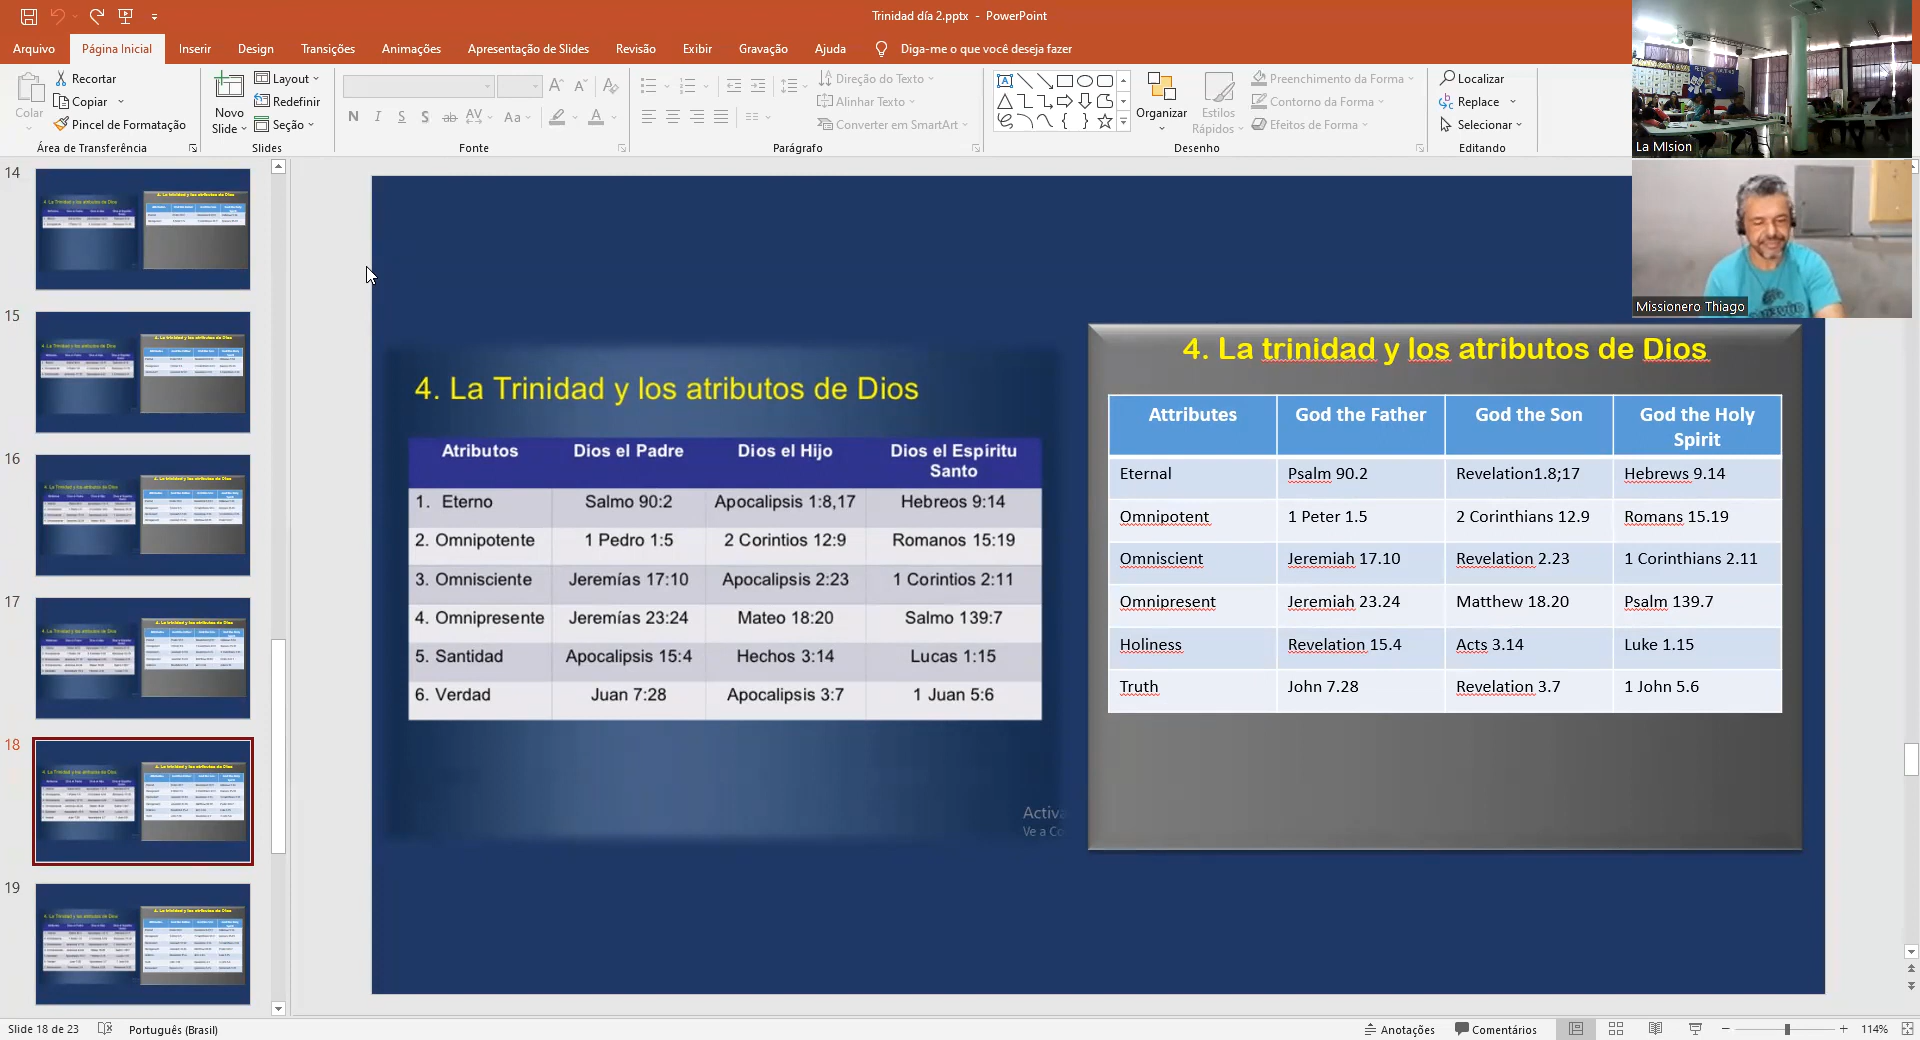 Trinidad día 2.pptx - PowerPoint
Arquivo Página Inicial Inserir Design Transições Animações Apresentação de Slides Revisão Exibir Gravação Ajuda Diga-me o que você deseja fazer
Colar
Recortar
Copiar
Pincel de Formatação
Área de Transferência
Novo
Slide
Layout
Redefinir
Seção
Slides
N I S S ab AV Aa A
Fonte
Parágrafo
Direção do Texto
Alinhar Texto
Converter em SmartArt
Organizar
Estilos
Rápidos
Preenchimento da Forma
Contorno da Forma
Efeitos de Forma
Desenho
Localizar
Replace
Selecionar
Editando
La MIsion
Missionero Thiago
14
15
16
17
18
19
4. La Trinidad y los atributos de Dios
Atributos Dios el Padre Dios el Hijo Dios el Espíritu
Santo
1. Eterno Salmo 90:2 Apocalipsis 1:8,17 Hebreos 9:14
2. Omnipotente 1 Pedro 1:5 2 Corintios 12:9 Romanos 15:19
3. Omnisciente Jeremías 17:10 Apocalipsis 2:23 1 Corintios 2:11
4. Omnipresente Jeremías 23:24 Mateo 18:20 Salmo 139:7
5. Santidad Apocalipsis 15:4 Hechos 3:14 Lucas 1:15
6. Verdad Juan 7:28 Apocalipsis 3:7 1 Juan 5:6
Activa
Ve a Co
4. La trinidad y los atributos de Dios
Attributes God the Father God the Son God the Holy
Spirit
Eternal Psalm 90.2 Revelation1.8;17 Hebrews 9.14
Omnipotent 1 Peter 1.5 2 Corinthians 12.9 Romans 15.19
Omniscient Jeremiah 17.10 Revelation 2.23 1 Corinthians 2.11
Omnipresent Jeremiah 23.24 Matthew 18.20 Psalm 139.7
Holiness Revelation 15.4 Acts 3.14 Luke 1.15
Truth John 7.28 Revelation 3.7 1 John 5.6
Slide 18 de 23 Português (Brasil) Anotações Comentários 114%